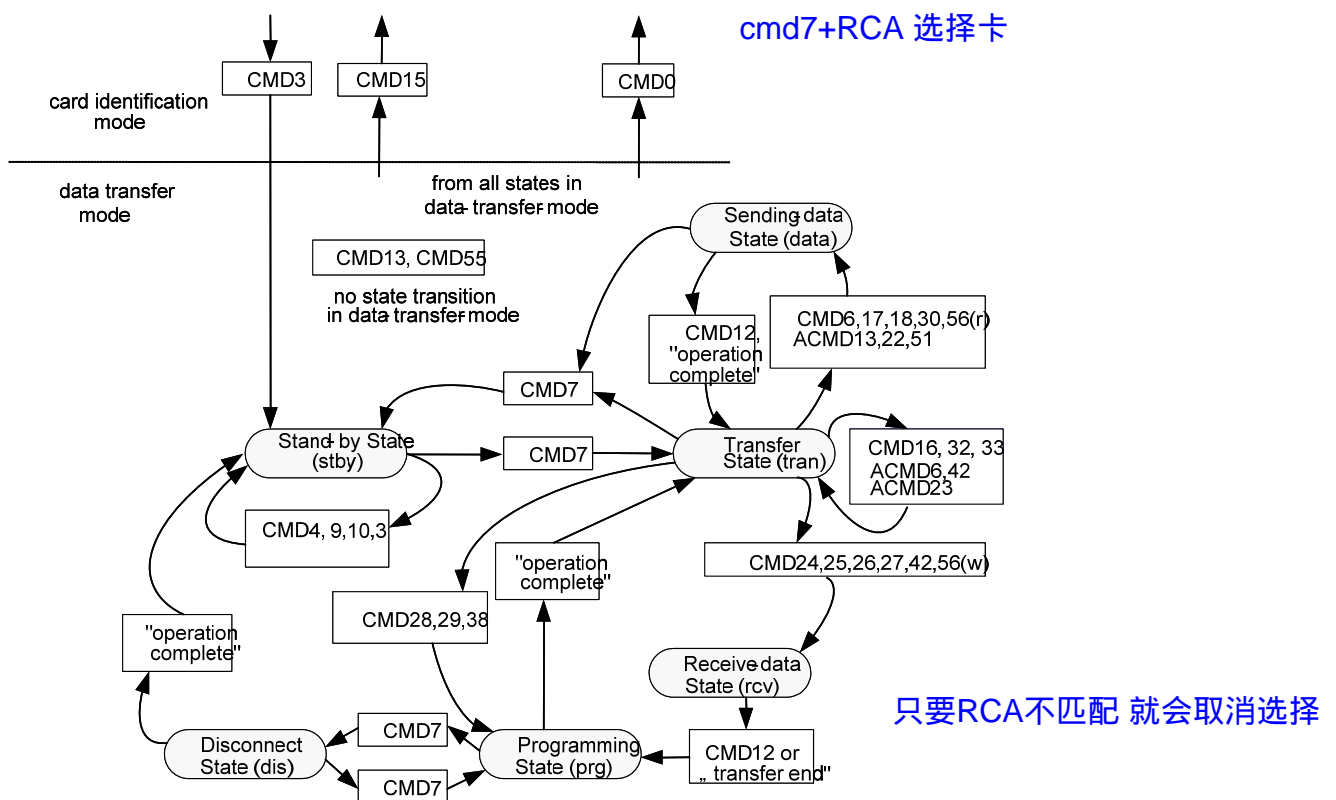 cmd7+RCA 选择卡
CMD3
CMD15
CMD0
card identification
mode
data transfer
mode
from all states in
data-transfer-mode
Sending-data
State (data)
CMD13, CMD55
no state transition
in data-transfer-mode
CMD12,
"operation
complete"
CMD6,17,18,30,56(r)
ACMD13,22,51
CMD7
Stand-by State
(stby)
CMD7
Transfer
State (tran)
CMD16, 32, 33
ACMD6,42
ACMD23
CMD4, 9,10,3
"operation
complete"
CMD24,25,26,27,42,56(w)
CMD28,29,38
"operation
complete"
Receive-data
State (rcv)
只要RCA不匹配 就会取消选择
CMD7
Disconnect
State (dis)
Programming
State (prg)
CMD12 or
„ transfer end"
CMD7